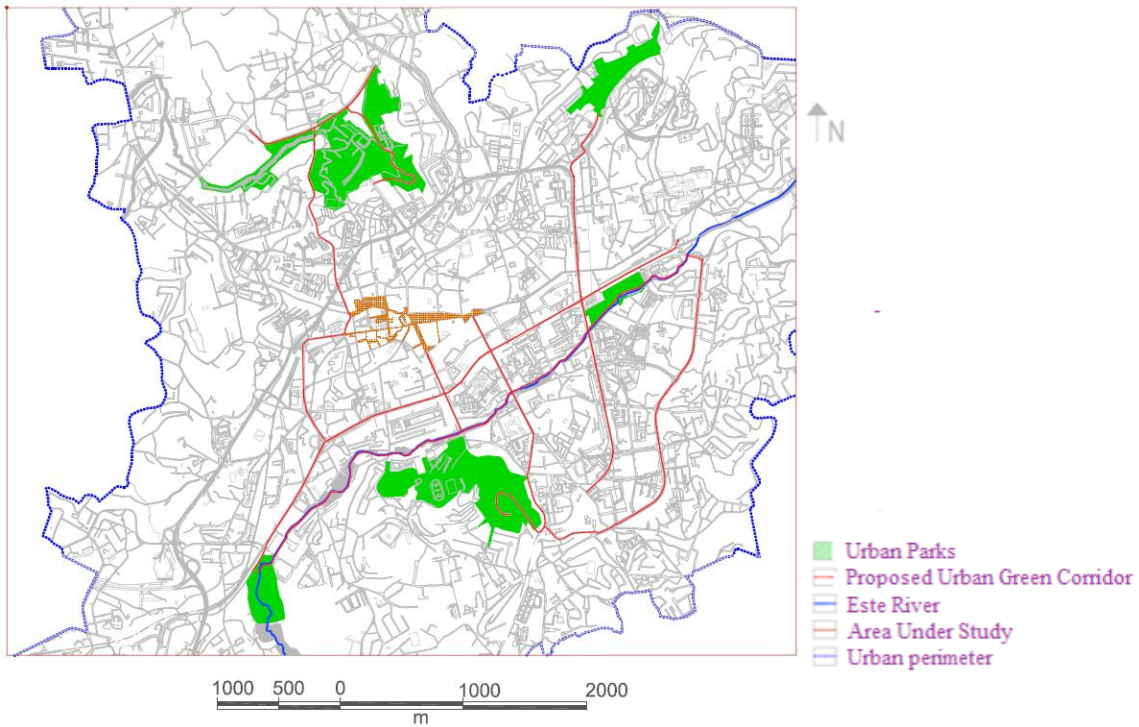 N
Urban Parks
Proposed Urban Green Corridor
Este River
Area Under Study
Urban perimeter
1000 500 0 1000 2000
m